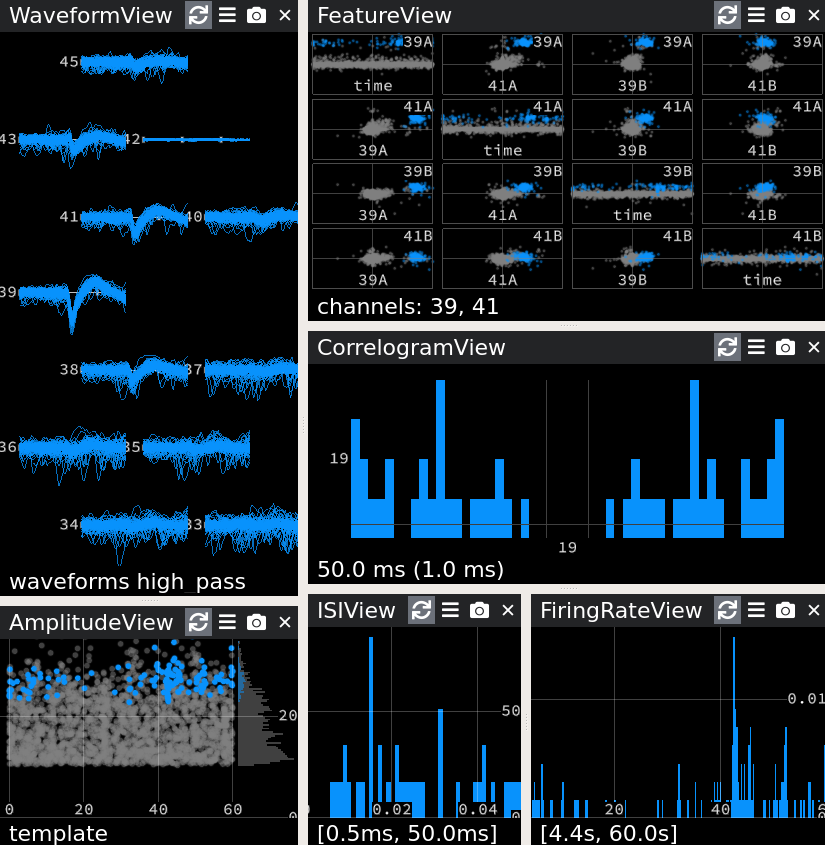 WaveformView
45
43 42
41 40
39
38 37
36 35
34 33
waveforms high_pass
FeatureView
39A 39A 39A 39A
time 41A 39B 41B
41A 41A 41A 41A
39A time 39B 41B
39B 39B 39B 39B
39A 41A time 41B
41B 41B 41B 41B
39A 41A 39B time
channels: 39, 41
CorrelogramView
19
19
50.0 ms (1.0 ms)
AmplitudeView
20
0 20 40 60 0
template
ISIView
50
0.02 0.04 0
[0.5ms, 50.0ms]
FiringRateView
0.01
20 40
[4.4s, 60.0s]